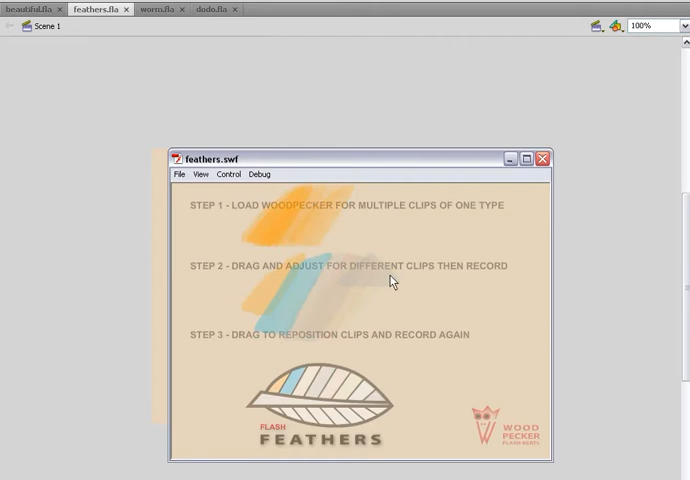 beautiful.fla
feathers.fla
worm.fla
dodo.fla
Scene 1
100%
feathers.swf
File View Control Debug
STEP 1 - LOAD WOODPECKER FOR MULTIPLE CLIPS OF ONE TYPE
STEP 2 - DRAG AND ADJUST FOR DIFFERENT CLIPS THEN RECORD
STEP 3 - DRAG TO REPOSITION CLIPS AND RECORD AGAIN
FLASH
FEATHERS
WOOD
PECKER